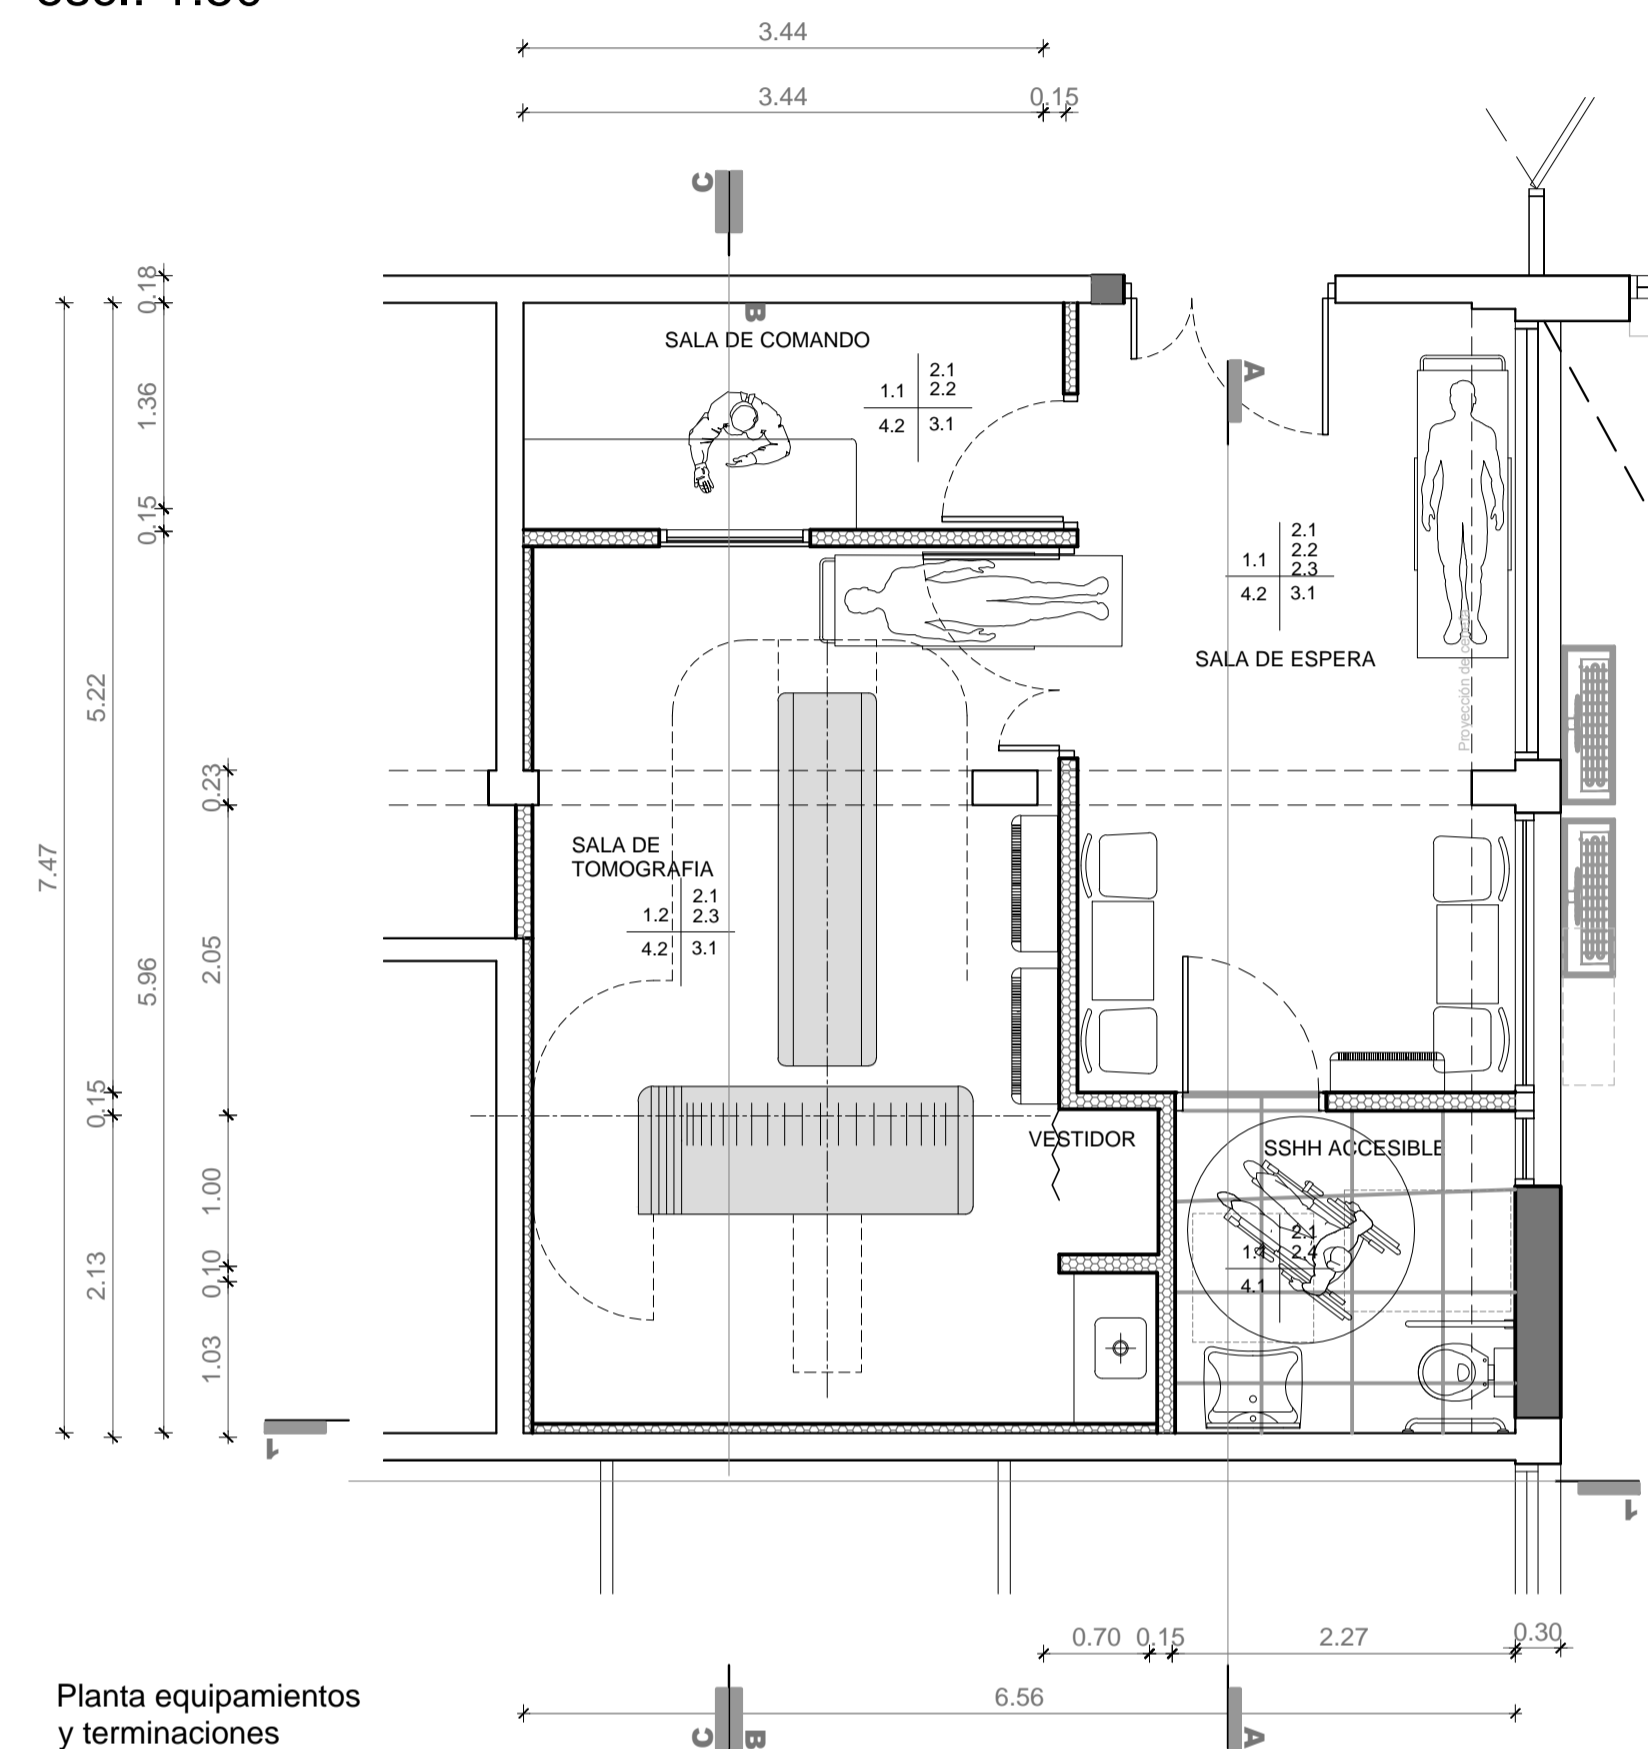 3.44
3.44
0.15
C
0.18
B
SALA DE COMANDO
2.1
1.1
2.2
4.2
3.1
A
1.36
0.15
2.1
2.2
1.1
2.3
4.2
3.1
SALA DE ESPERA
Proyección de cenefa
5.22
0.23
7.47
SALA DE
TOMOGRAFIA
2.1
1.2
2.3
4.2
3.1
2.05
5.96
0.15
VESTIDOR
SSHH ACCESIBLE
1.00
2.1
1.1
2.4
4.1
2.13
0.10
1.03
1
1
0.70
0.15
2.27
0.30
6.56
Planta equipamientos
y terminaciones
C
B
A